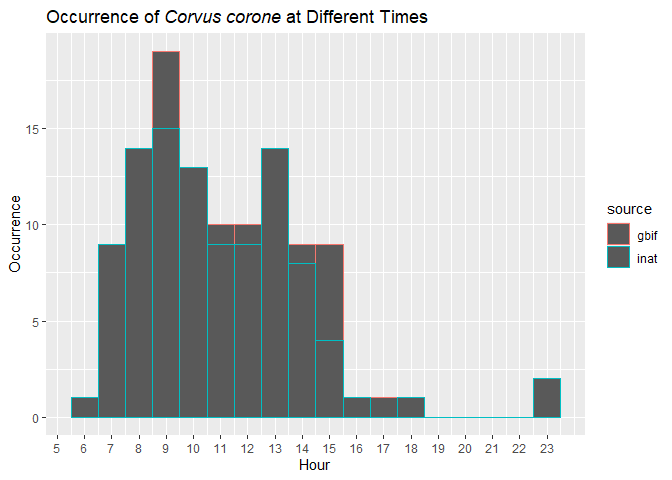 Occurrence of Corvus corone at Different Times
Occurrence
15
10
5
0
5 6 7 8 9 10 11 12 13 14 15 16 17 18 19 20 21 22 23
Hour
source
gbif
inat